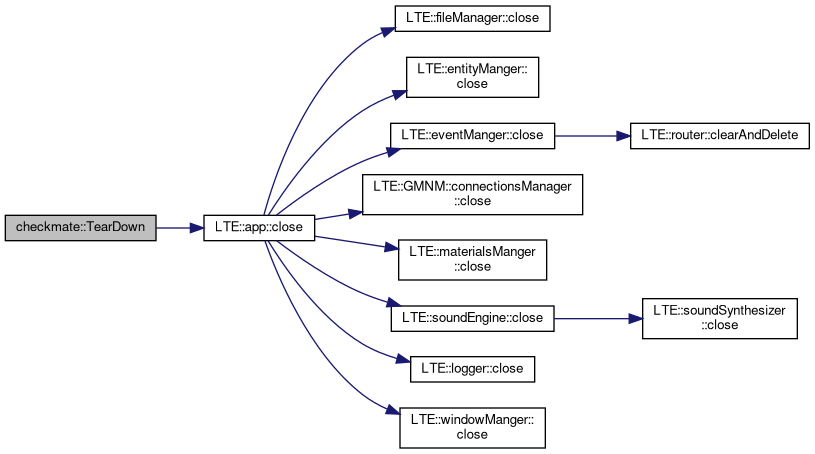 LTE::fileManager::close
LTE::entityManger::
close
LTE::eventManger::close
LTE::router::clearAndDelete
LTE::GMNM::connectionsManager
::close
checkmate::TearDown
LTE::app::close
LTE::materialsManger
::close
LTE::soundEngine::close
LTE::soundSynthesizer
::close
LTE::logger::close
LTE::windowManger::
close